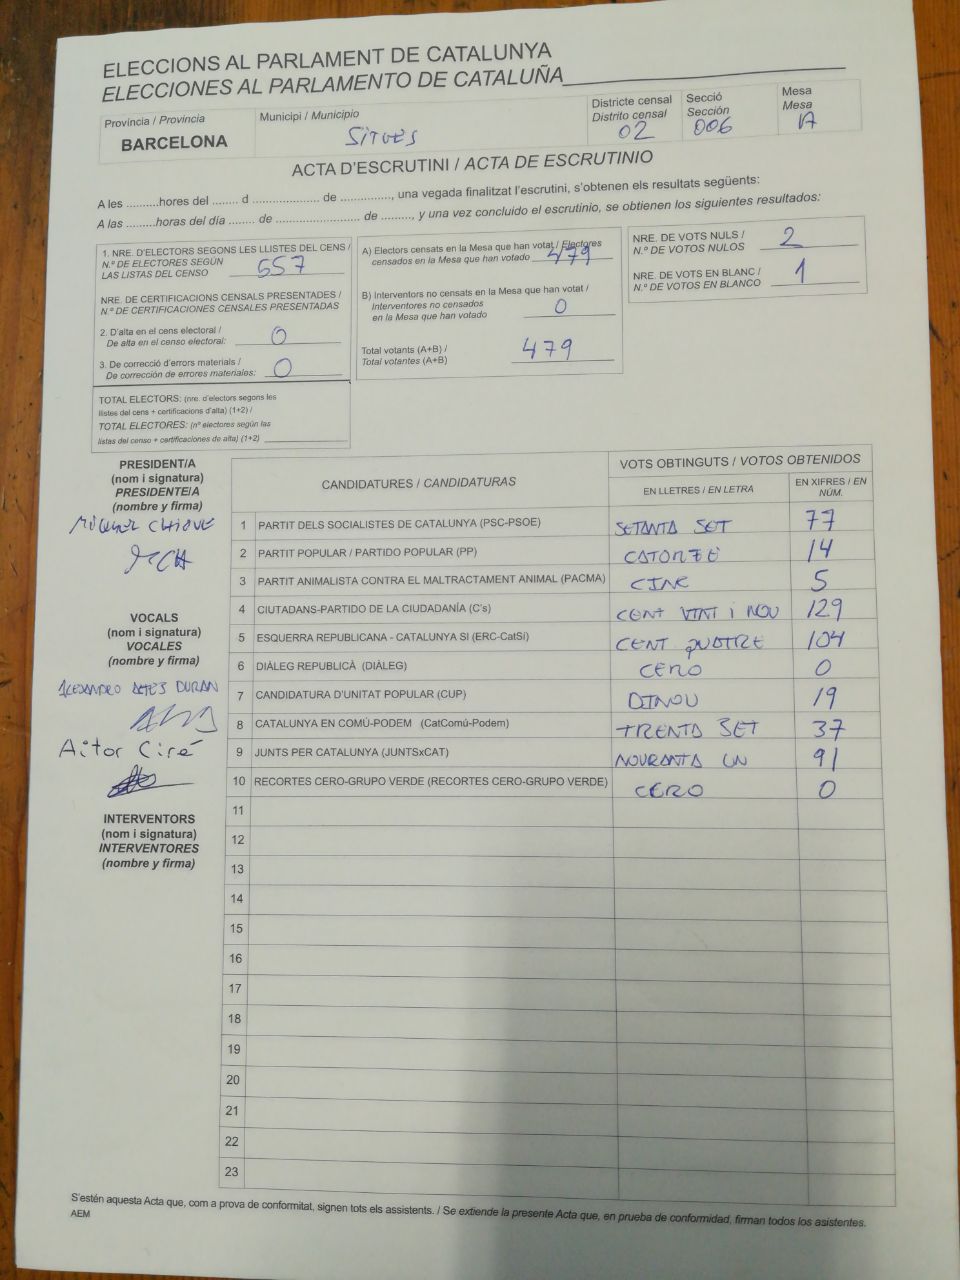 ELECCIONS AL PARLAMENT DE CATALUNYA
ELECCIONES AL PARLAMENTO DE CATALUÑA
Província / Provincia
BARCELONA
Municipi / Municipio
SITGES
Districte censal
Distrito censal
02
Secció
Sección
006
Mesa
Mesa
A
ACTA D'ESCRUTINI / ACTA DE ESCRUTINIO
A les ..........hores del ........ d .................... de ..............., una vegada finalitzat l'escrutini, s'obtenen els resultats següents:
A las ........horas del día ........ de ......................... de .........., y una vez concluido el escrutinio, se obtienen los siguientes resultados:
1. NRE. D'ELECTORS SEGONS LES LLISTES DEL CENS /
N.º DE ELECTORES SEGÚN
LAS LISTAS DEL CENSO
557
NRE. DE CERTIFICACIONS CENSALS PRESENTADES /
N.º DE CERTIFICACIONES CENSALES PRESENTADAS
2. D'alta en el cens electoral /
De alta en el censo electoral:
0
3. De correcció d'errors materials /
De corrección de errores materiales:
0
TOTAL ELECTORS: (nre. d'electors segons les
llistes del cens + certificacions d'alta) (1+2) /
TOTAL ELECTORES: (nº electores según las
listas del censo + certificaciones de alta) (1+2)
A) Electors censats en la Mesa que han votat / Electores
censados en la Mesa que han votado
479
B) Interventors no censats en la Mesa que han votat /
Interventores no censados
en la Mesa que han votado
0
Total votants (A+B) /
Total votantes (A+B)
479
NRE. DE VOTS NULS /
N.º DE VOTOS NULOS
2
NRE. DE VOTS EN BLANC /
N.º DE VOTOS EN BLANCO
1
PRESIDENT/A
(nom i signatura)
PRESIDENTE/A
(nombre y firma)
VOCALS
(nom i signatura)
VOCALES
(nombre y firma)
ALEJANDRO DURAN
Aitor Ciré
INTERVENTORS
(nom i signatura)
INTERVENTORES
(nombre y firma)
CANDIDATURES / CANDIDATURAS
VOTS OBTINGUTS / VOTOS OBTENIDOS
EN LLETRES / EN LETRA
EN XIFRES / EN
NÚM.
1 PARTIT DELS SOCIALISTES DE CATALUNYA (PSC-PSOE) SETANTA SET 77
2 PARTIT POPULAR / PARTIDO POPULAR (PP) CATORZE 14
3 PARTIT ANIMALISTA CONTRA EL MALTRACTAMENT ANIMAL (PACMA) CINC 5
4 CIUTADANS-PARTIDO DE LA CIUDADANÍA (C's) CENT VINT I NOU 129
5 ESQUERRA REPUBLICANA - CATALUNYA SÍ (ERC-CatSí) CENT QUATRE 104
6 DIÀLEG REPUBLICÀ (DIÀLEG) CERO 0
7 CANDIDATURA D'UNITAT POPULAR (CUP) DINOU 19
8 CATALUNYA EN COMÚ-PODEM (CatComú-Podem) TRENTA SET 37
9 JUNTS PER CATALUNYA (JUNTSxCAT) NOURANTA UN 91
10 RECORTES CERO-GRUPO VERDE (RECORTES CERO-GRUPO VERDE) CERO 0
11
12
13
14
15
16
17
18
19
20
21
22
23
S'estén aquesta Acta que, com a prova de conformitat, signen tots els assistents. / Se extiende la presente Acta que, en prueba de conformidad, firman todos los asistentes.
AEM